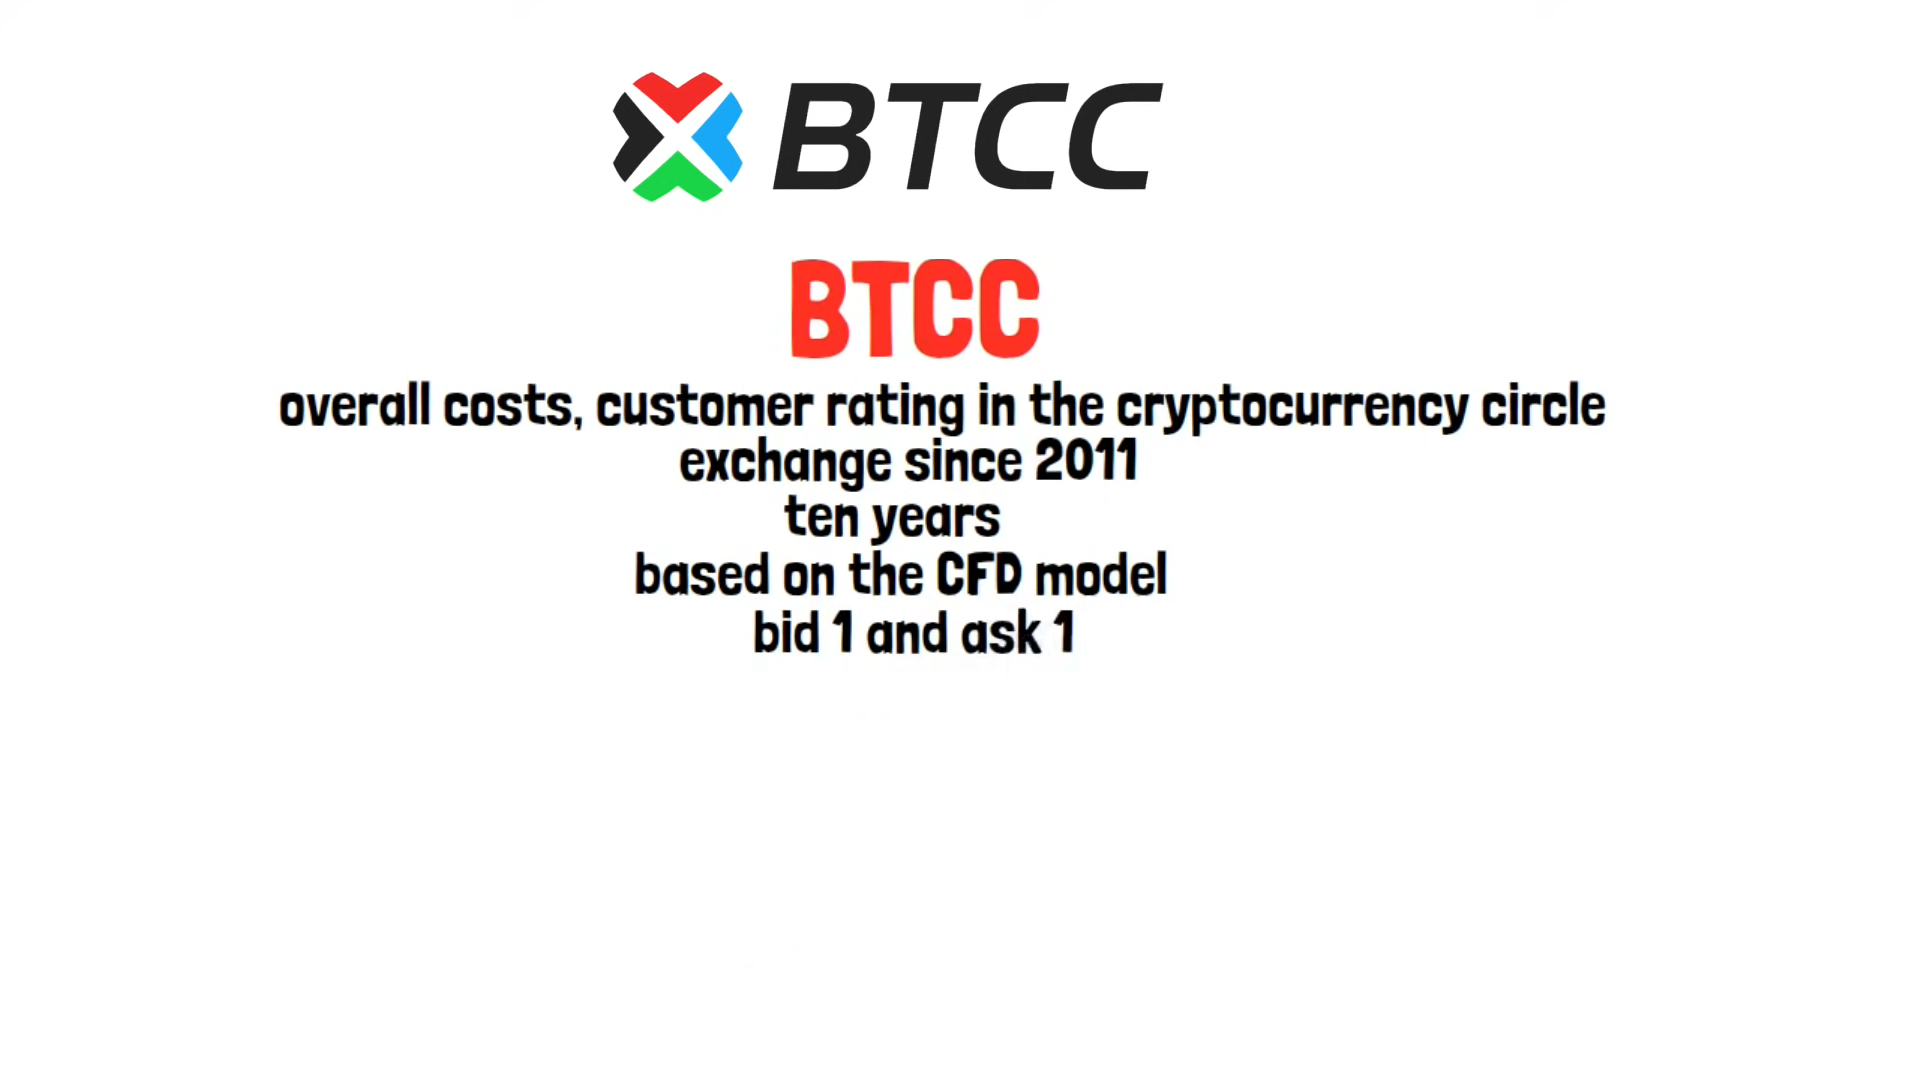 BTCC
BTCC
overall costs, customer rating in the cryptocurrency circle
exchange since 2011
ten years
based on the CFD model
bid 1 and ask 1